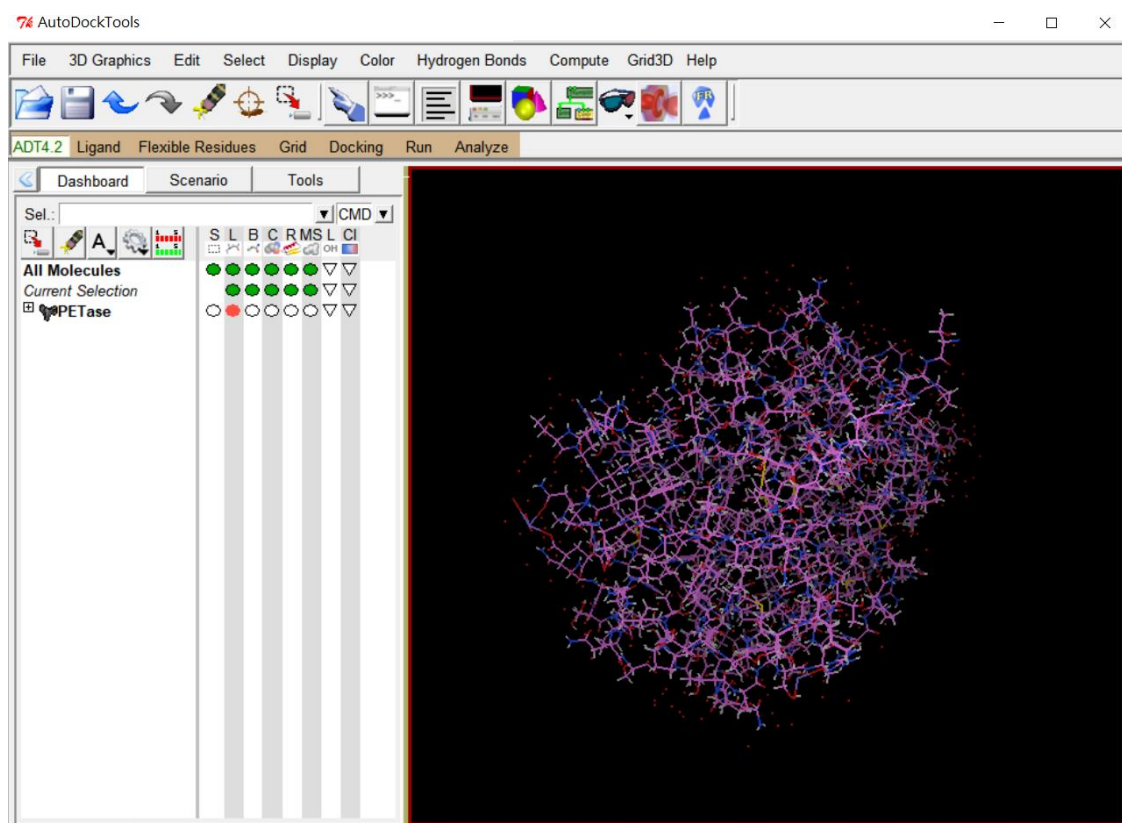 AutoDockTools
File 3D Graphics Edit Select Display Color Hydrogen Bonds Compute Grid3D Help
ADT4.2 Ligand Flexible Residues Grid Docking Run Analyze
Dashboard Scenario Tools
Sel.: CMD
A S L B C R MS L Cl
OH
All Molecules
Current Selection
PETase